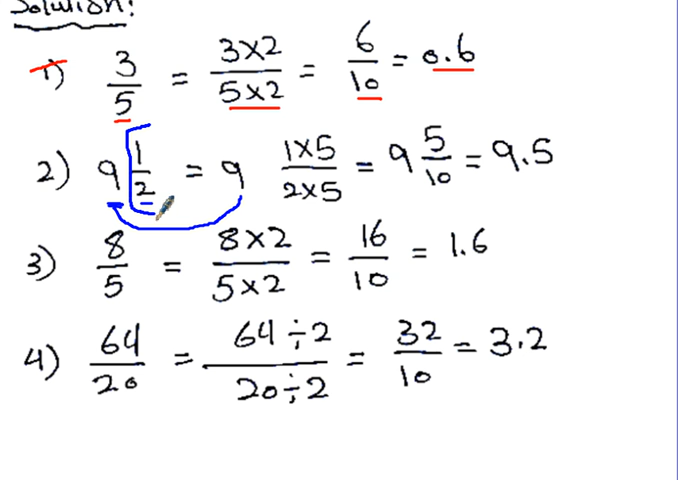 Solution:
1) 3/5 = 3×2/5×2 = 6/10 = 0.6
2) 9 1/2 = 9 1×5/2×5 = 9 5/10 = 9.5
3) 8/5 = 8×2/5×2 = 16/10 = 1.6
4) 64/20 = 64÷2/20÷2 = 32/10 = 3.2